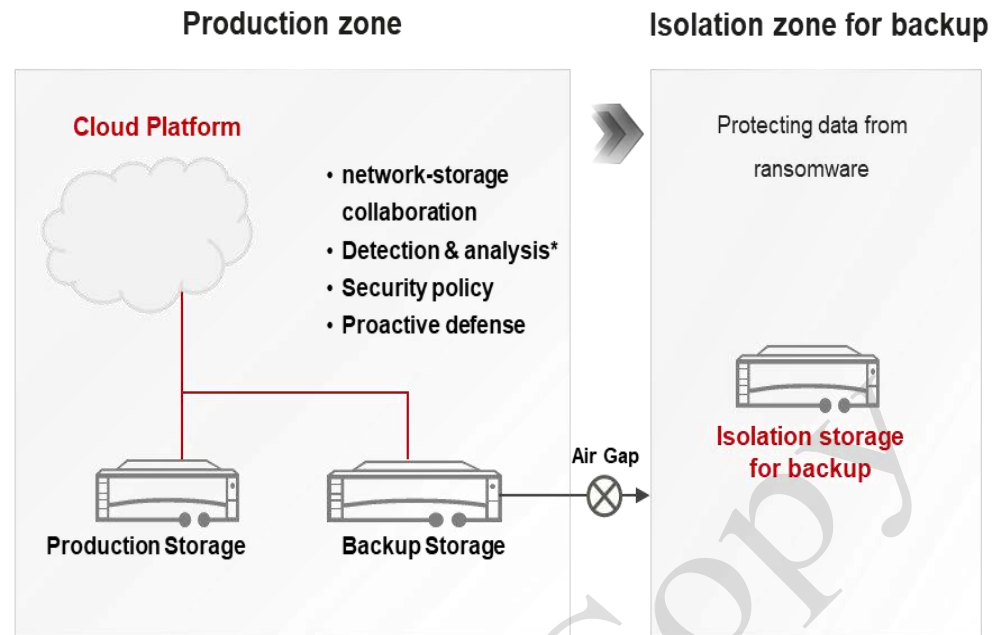 Production zone
Isolation zone for backup
Cloud Platform
• network-storage
collaboration
• Detection & analysis*
• Security policy
• Proactive defense
Protecting data from
ransomware
Air Gap
Production Storage
Backup Storage
Isolation storage
for backup
Copy